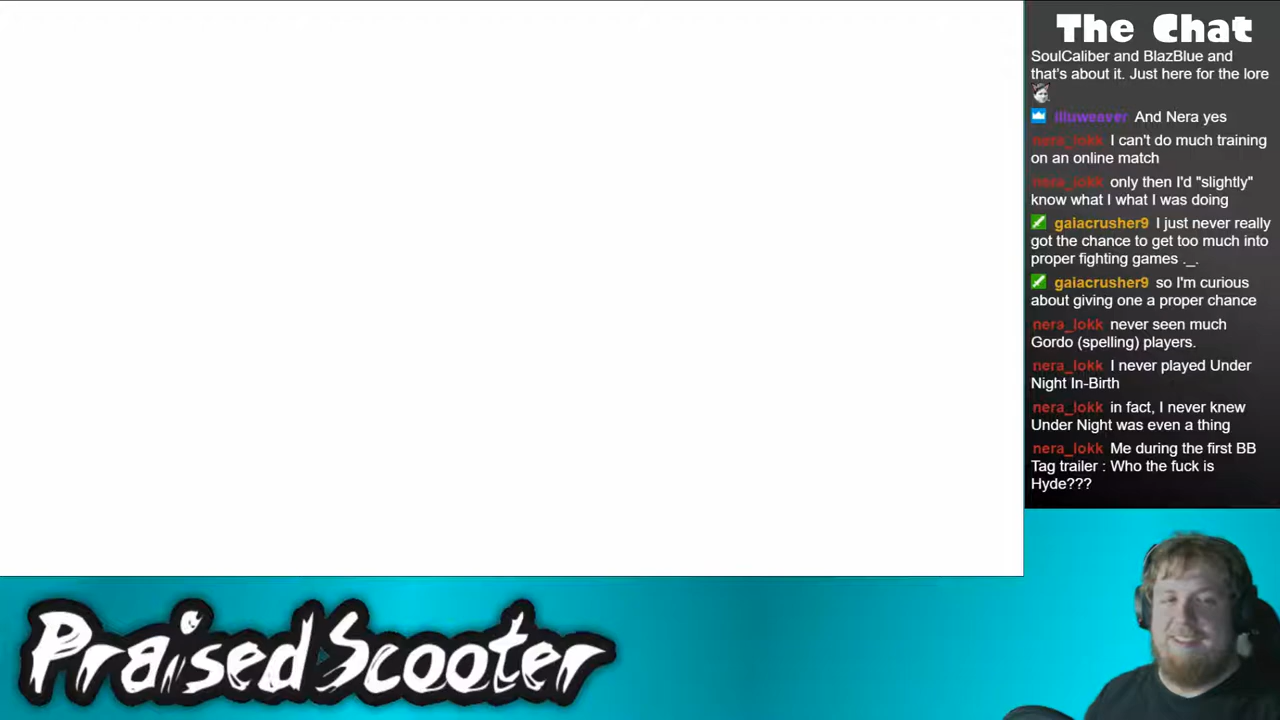 The Chat
SoulCaliber and BlazBlue and
that's about it. Just here for the lore
illuweaver And Nera yes
nera_lokk I can't do much training
on an online match
nera_lokk only then I'd "slightly"
know what I what I was doing
gaiacrusher9 I just never really
got the chance to get too much into
proper fighting games ._.
gaiacrusher9 so I'm curious
about giving one a proper chance
nera_lokk never seen much
Gordo (spelling) players.
nera_lokk I never played Under
Night In-Birth
nera_lokk in fact, I never knew
Under Night was even a thing
nera_lokk Me during the first BB
Tag trailer : Who the fuck is
Hyde???
PraisedScooter